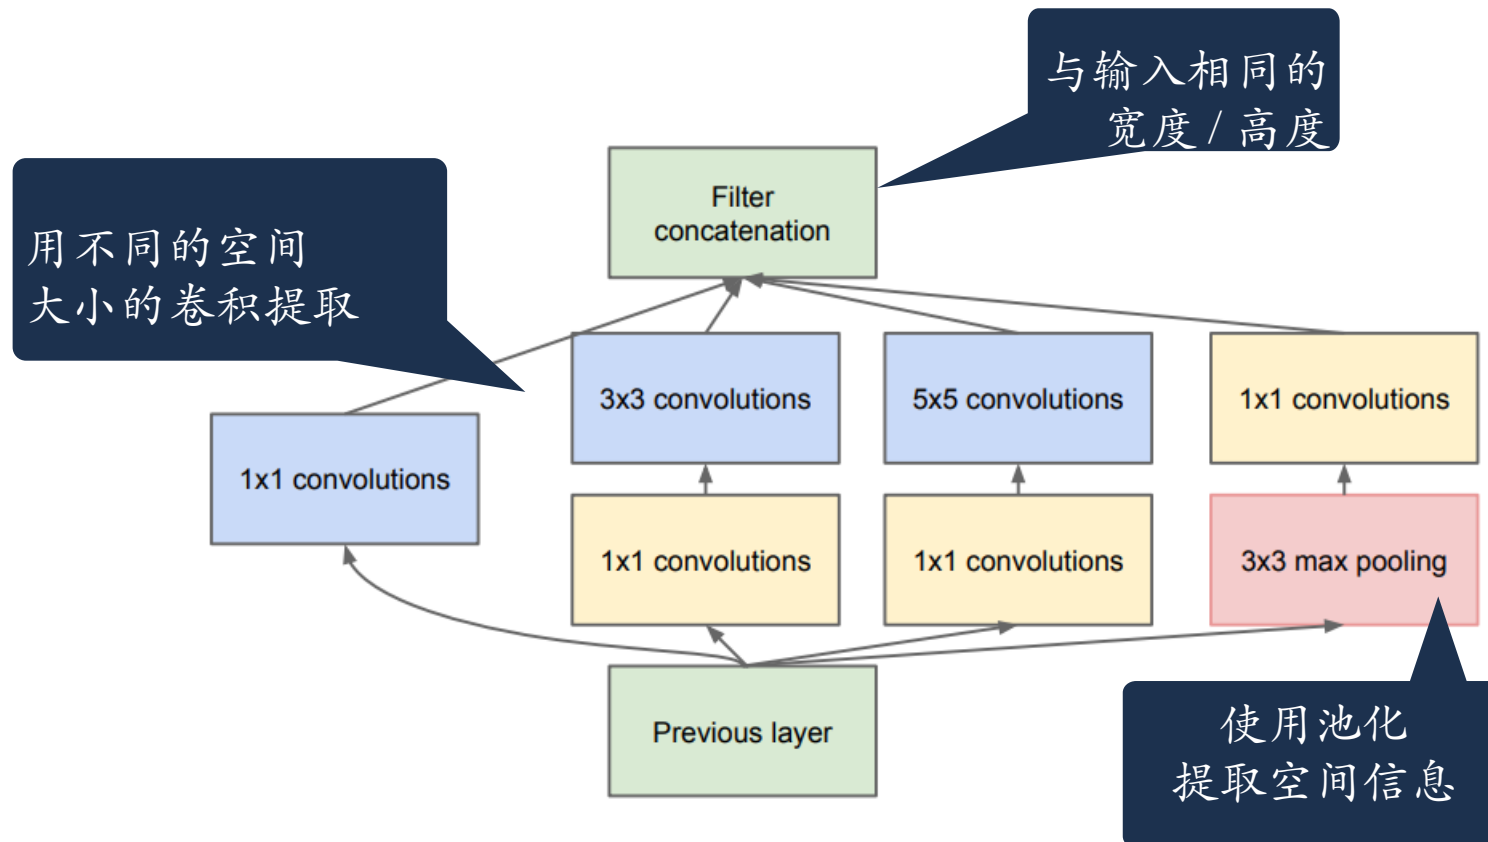 与输入相同的
宽度/高度
Filter
concatenation
用不同的空间
大小的卷积提取
3x3 convolutions
5x5 convolutions
1x1 convolutions
1x1 convolutions
1x1 convolutions
1x1 convolutions
3x3 max pooling
Previous layer
使用池化
提取空间信息